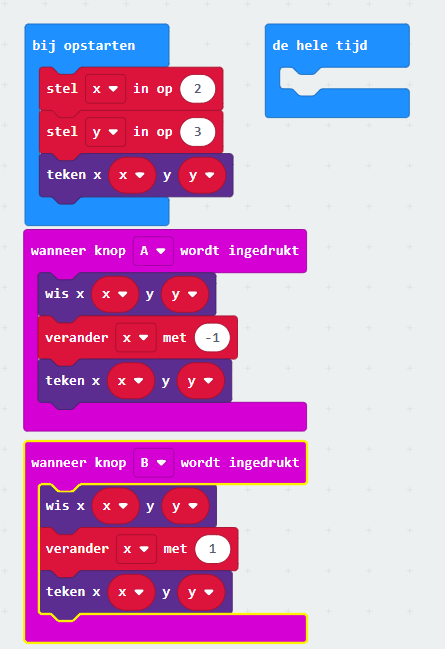 bij opstarten
stel x in op 2
stel y in op 3
teken x x y y
de hele tijd
wanneer knop A wordt ingedrukt
wis x x y y
verander x met -1
teken x x y y
wanneer knop B wordt ingedrukt
wis x x y y
verander x met 1
teken x x y y